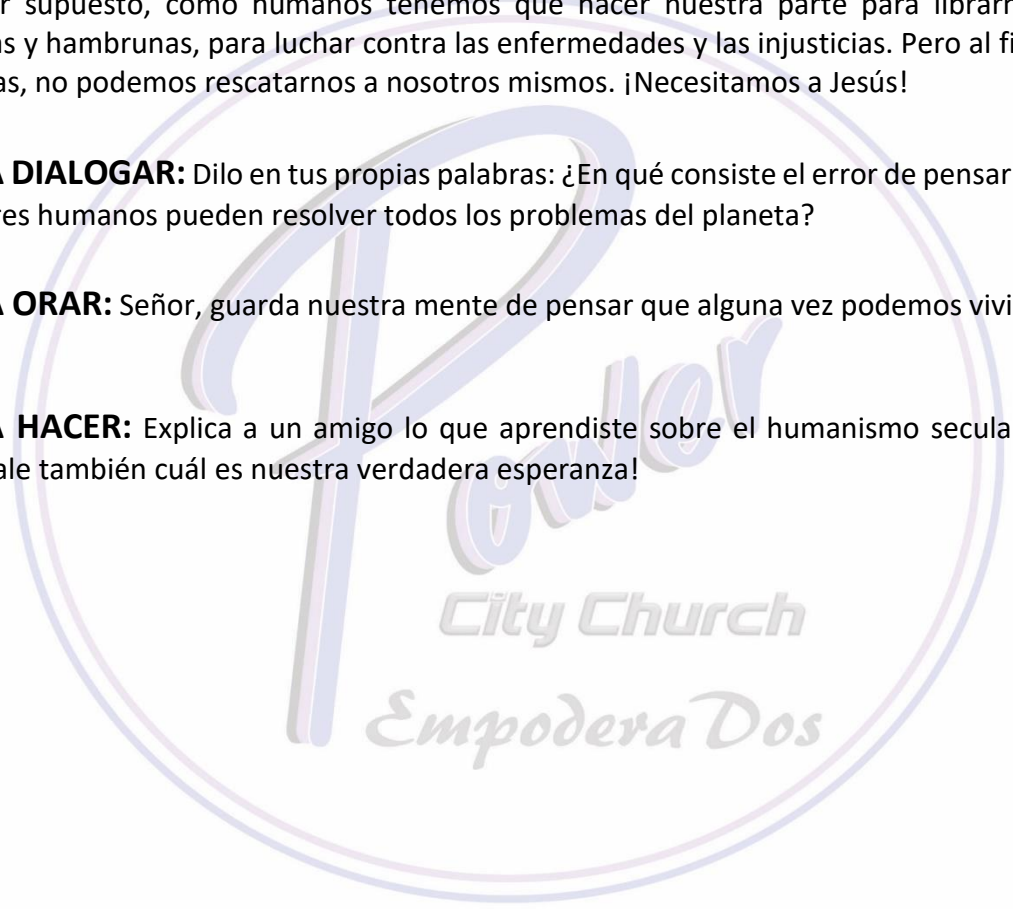 r supuesto, como humanos tenemos que hacer nuestra parte para librarn
as y hambrunas, para luchar contra las enfermedades y las injusticias. Pero al fi
as, no podemos rescatarnos a nosotros mismos. ¡Necesitamos a Jesús!
A DIALOGAR: Dilo en tus propias palabras: ¿En qué consiste el error de pensar
res humanos pueden resolver todos los problemas del planeta?
A ORAR: Señor, guarda nuestra mente de pensar que alguna vez podemos vivi
A HACER: Explica a un amigo lo que aprendiste sobre el humanismo secula
ale también cuál es nuestra verdadera esperanza!
Poder
City Church
EmpoderaDos